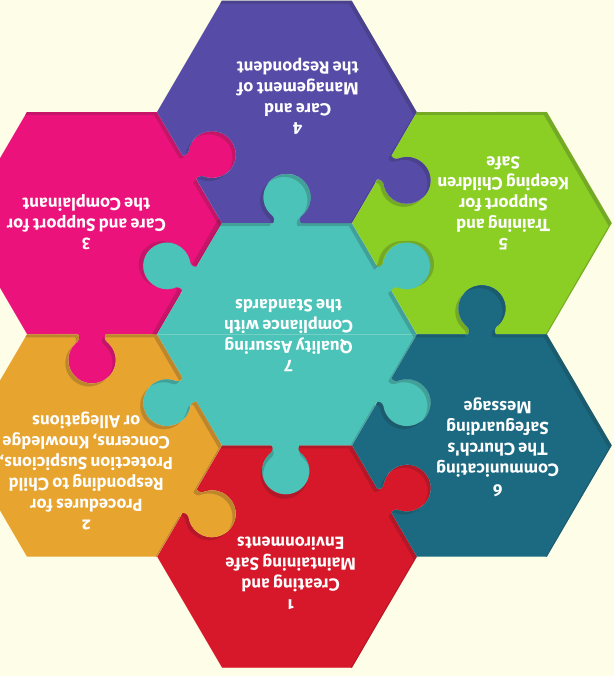 1
Creating and
Maintaining Safe
Environments
2
Procedures for
Responding to Child
Protection Suspicions,
Concerns, Knowledge
or Allegations
3
Care and Support for
the Complainant
4
Care and
Management of
the Respondent
5
Training and
Support for
Keeping Children
Safe
6
Communicating
The Church's
Safeguarding
Message
7
Quality Assuring
Compliance with
the Standards